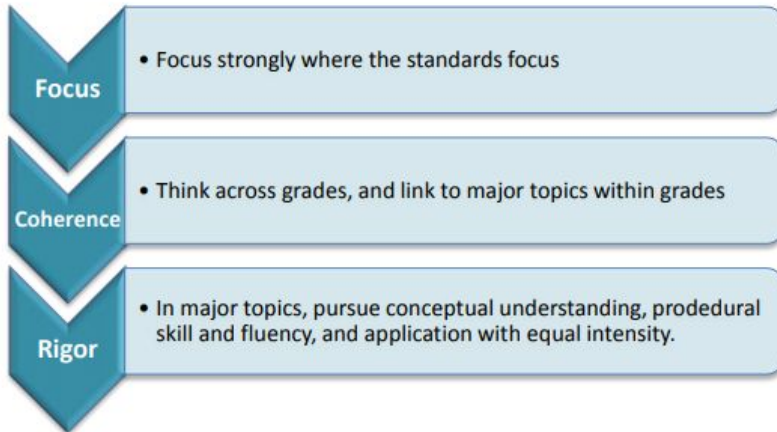 Focus
• Focus strongly where the standards focus
Coherence
• Think across grades, and link to major topics within grades
Rigor
• In major topics, pursue conceptual understanding, prodedural
skill and fluency, and application with equal intensity.